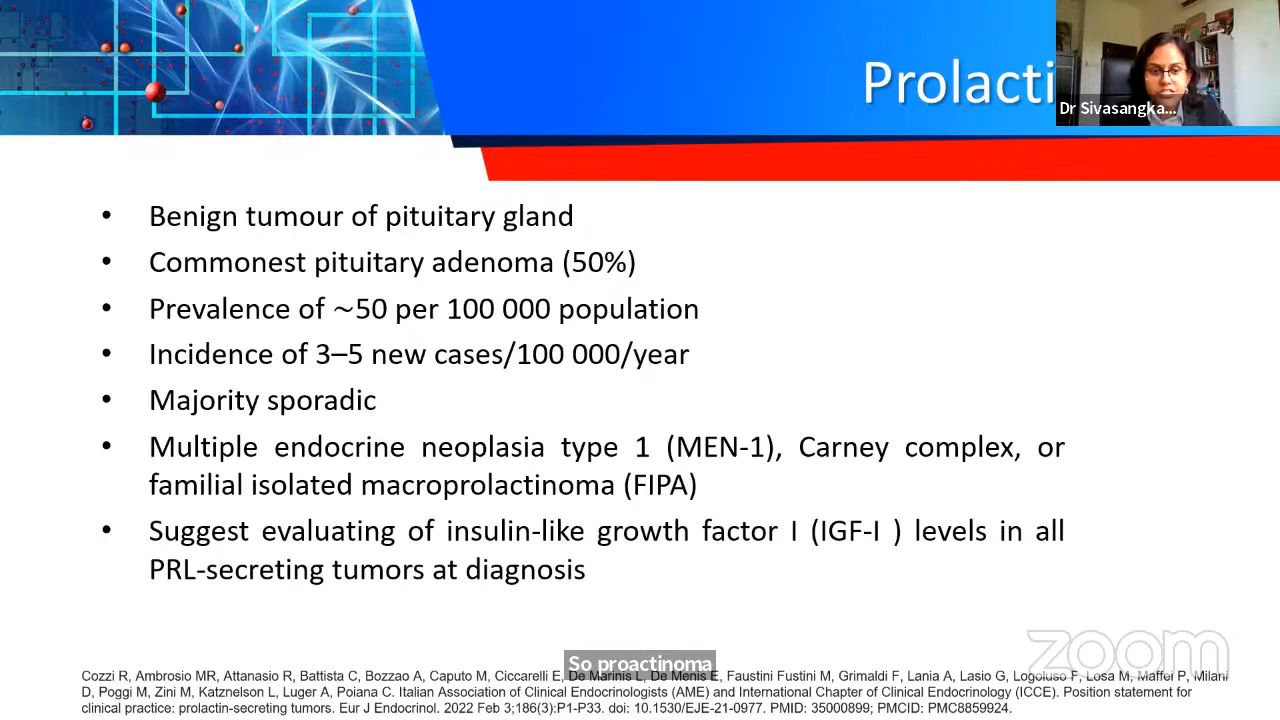 Prolacti
Dr Sivasangka...
• Benign tumour of pituitary gland
• Commonest pituitary adenoma (50%)
• Prevalence of ~50 per 100 000 population
• Incidence of 3–5 new cases/100 000/year
• Majority sporadic
• Multiple endocrine neoplasia type 1 (MEN-1), Carney complex, or
familial isolated macroprolactinoma (FIPA)
• Suggest evaluating of insulin-like growth factor I (IGF-I ) levels in all
PRL-secreting tumors at diagnosis
zoom
So proactinoma
Cozzi R, Ambrosio MR, Attanasio R, Battista C, Bozzao A, Caputo M, Ciccarelli E, De Marinis L, De Menis E, Faustini Fustini M, Grimaldi F, Lania A, Lasio G, Logoluso F, Losa M, Maffei P, Milani
D, Poggi M, Zini M, Katznelson L, Luger A, Poiana C. Italian Association of Clinical Endocrinologists (AME) and International Chapter of Clinical Endocrinology (ICCE). Position statement for
clinical practice: prolactin-secreting tumors. Eur J Endocrinol. 2022 Feb 3;186(3):P1-P33. doi: 10.1530/EJE-21-0977. PMID: 35000899; PMCID: PMC8859924.